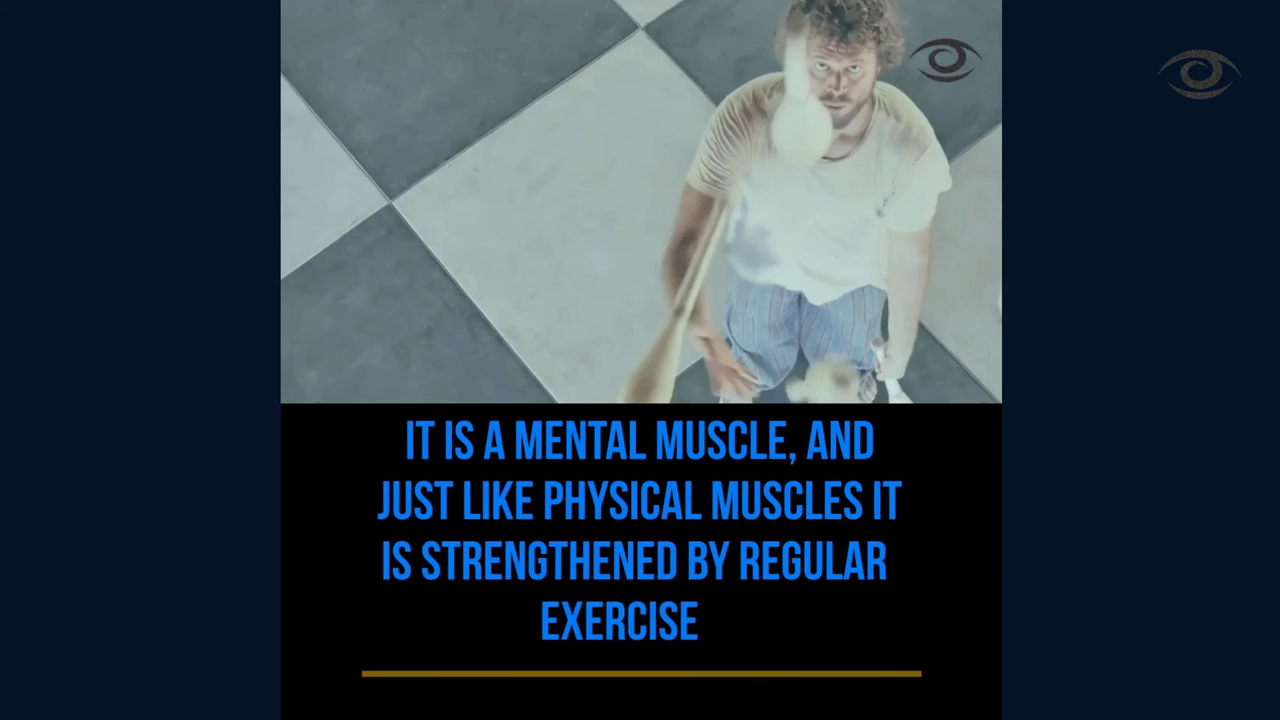 IT IS A MENTAL MUSCLE, AND
JUST LIKE PHYSICAL MUSCLES IT
IS STRENGTHENED BY REGULAR
EXERCISE